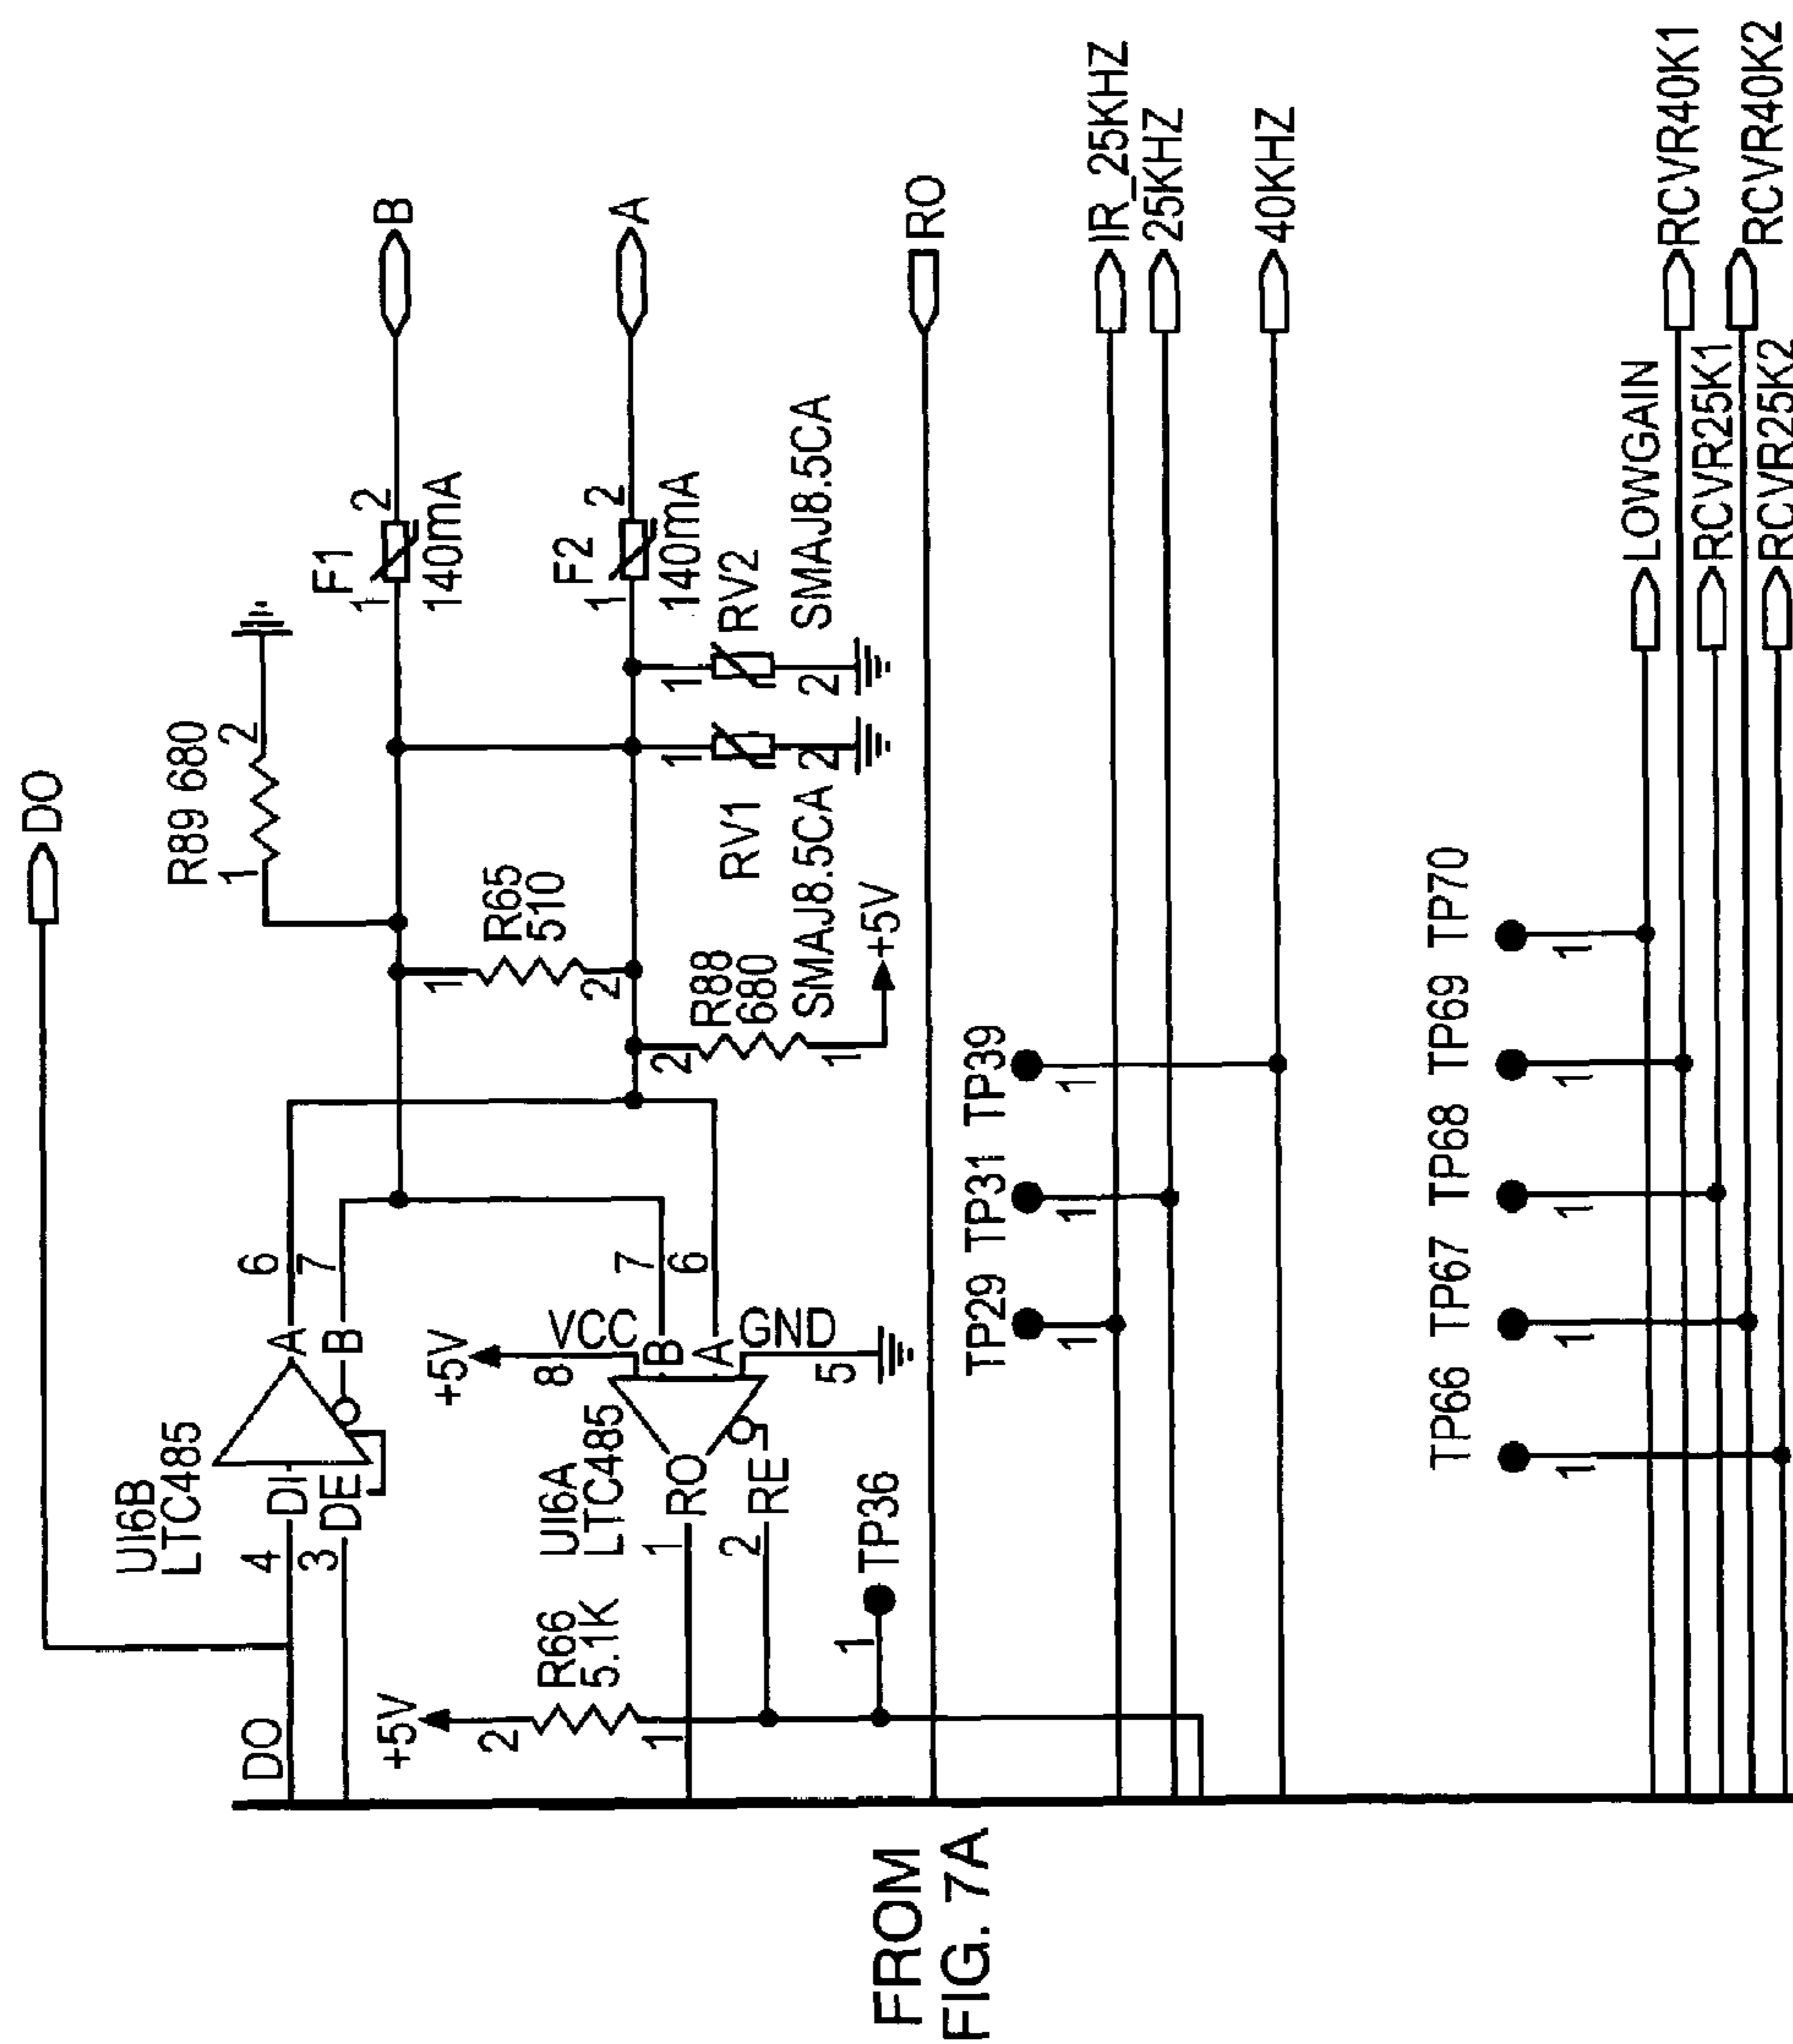 DO
R89 680
1
2
B
F1
1
2
140mA
A
F2
1
2
140mA
RV2
SMAJ8.5CA
1
2
RV1
SMAJ8.5CA
1
2
R65
510
1
2
R88
680
2
1
+5V
RO
UI6B
LTC485
4
3
DI
DE
A
B
6
7
+5V
8
VCC
B
A
GND
7
6
5
UI6A
LTC485
RO
RE
1
2
DO
+5V
2
R66
5.1K
1
1
TP36
TP29 TP31 TP39
1
1
1
IR_25KHZ
25KHZ
40KHZ
TP66 TP67 TP68 TP69 TP70
1
1
1
1
1
LOWGAIN
RCVR40K1
RCVR25K1
RCVR40K2
RCVR25K2
FROM
FIG. 7A